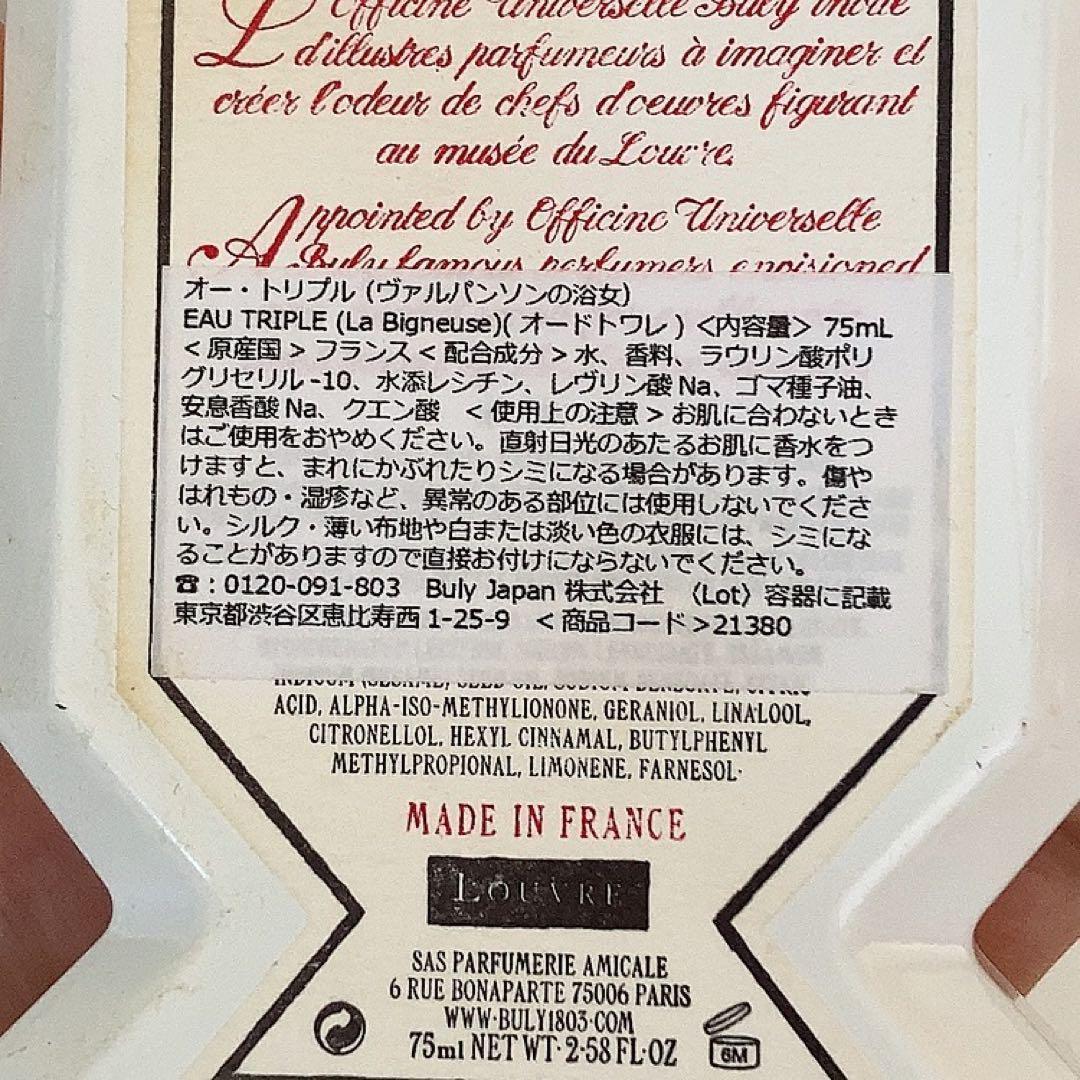 L'Officine Universelle Buly invite
d'illustres parfumeurs à imaginer et
créer l'odeur de chefs d'oeuvres figurant
au musée du Louvre.
Appointed by Officine Universelle
Buly famous perfumers envisioned
オー・トリプル (ヴァルパンソンの浴女)
EAU TRIPLE (La Bigneuse)( オードトワレ ) <内容量> 75mL
< 原産国 > フランス < 配合成分 > 水、香料、ラウリン酸ポリ
グリセリル -10、水添レシチン、レヴリン酸 Na、ゴマ種子油、
安息香酸 Na、クエン酸 < 使用上の注意 > お肌に合わないとき
はご使用をおやめください。直射日光のあたるお肌に香水をつ
けますと、まれにかぶれたりシミになる場合があります。傷や
はれもの・湿疹など、異常のある部位には使用しないでくださ
い。シルク・薄い布地や白または淡い色の衣服には、シミにな
ることがありますので直接お付けにならないでください。
☎ : 0120-091-803 Buly Japan 株式会社 〈Lot〉容器に記載
東京都渋谷区恵比寿西 1-25-9 < 商品コード >21380
INDICUM (SESAME) SEED OIL, SODIUM BENZOATE, CITRIC
ACID, ALPHA-ISO-METHYLIONONE, GERANIOL, LINALOOL,
CITRONELLOL, HEXYL CINNAMAL, BUTYLPHENYL
METHYLPROPIONAL, LIMONENE, FARNESOL·
MADE IN FRANCE
LOUVRE
SAS PARFUMERIE AMICALE
6 RUE BONAPARTE 75006 PARIS
WWW·BULY1803·COM
75ml NET WT· 2·58 FL·OZ
6M